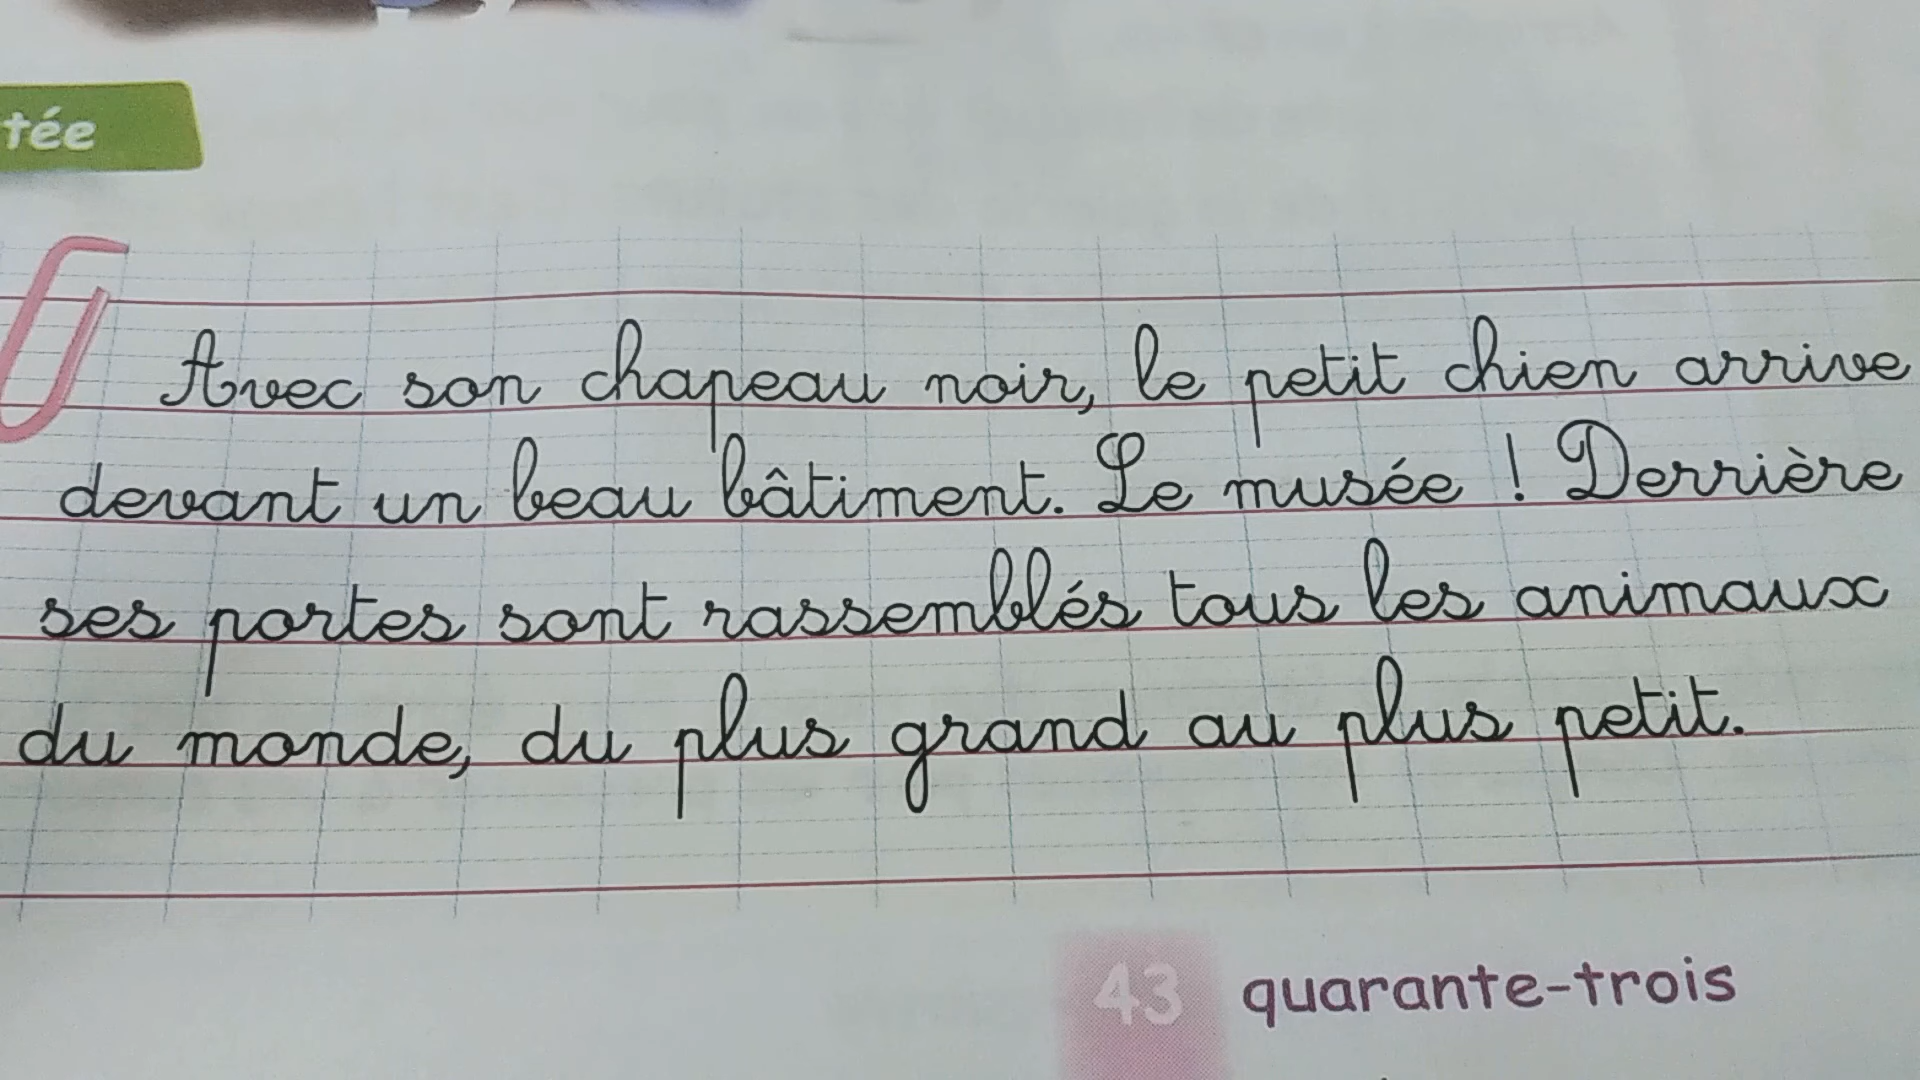 tée
Avec son chapeau noir, le petit chien arrive
devant un beau bâtiment. Le musée ! Derrière
ses portes sont rassemblés tous les animaux
du monde, du plus grand au plus petit.
43 quarante-trois